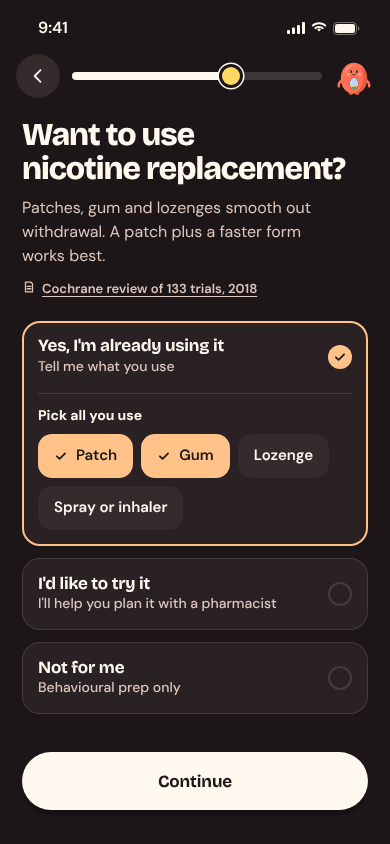 9:41
Want to use
nicotine replacement?
Patches, gum and lozenges smooth out
withdrawal. A patch plus a faster form
works best.
Cochrane review of 133 trials, 2018
Yes, I'm already using it
Tell me what you use
Pick all you use
Patch
Gum
Lozenge
Spray or inhaler
I'd like to try it
I'll help you plan it with a pharmacist
Not for me
Behavioural prep only
Continue